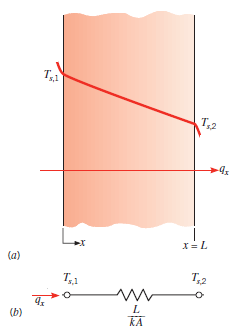 T_{s,1}
T_{s,2}
q_x
x
x = L
(a)
T_{s,1} T_{s,2}
q_x
L
kA
(b)